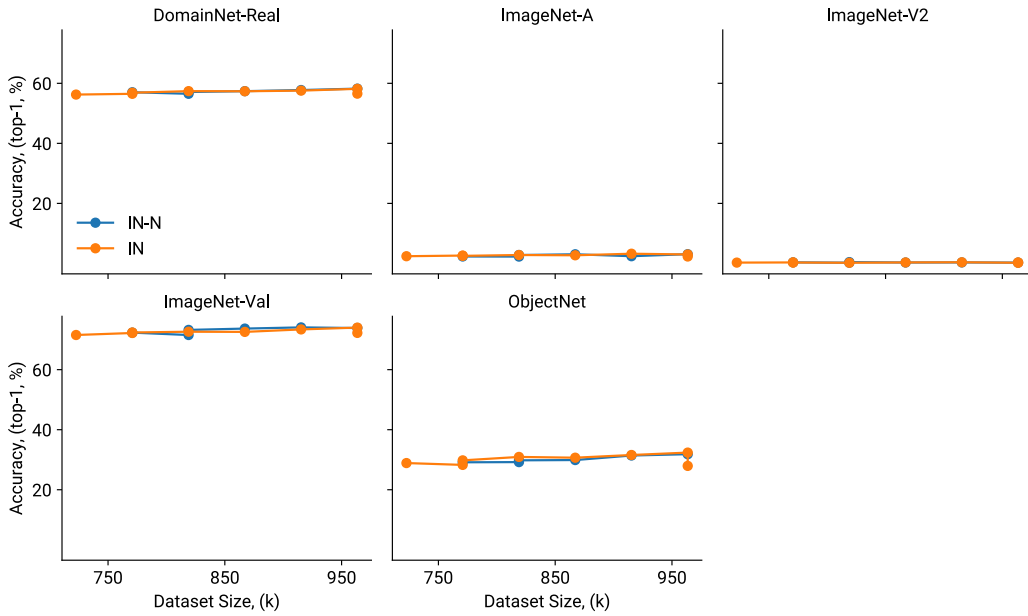 DomainNet-Real
ImageNet-A
ImageNet-V2
Accuracy, (top-1, %)
60
40
20
IN-N
IN
ImageNet-Val
ObjectNet
Accuracy, (top-1, %)
60
40
20
750
850
950
750
850
950
Dataset Size, (k)
Dataset Size, (k)